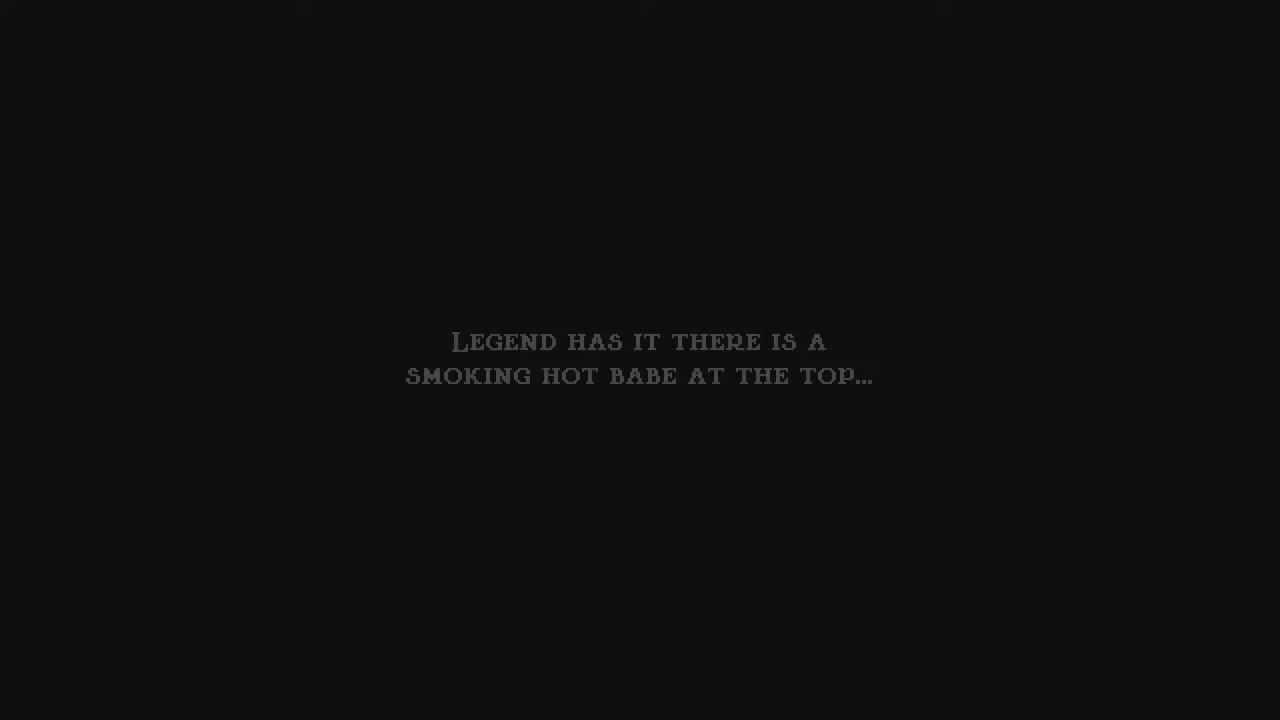 Legend has it there is a
smoking hot babe at the top...